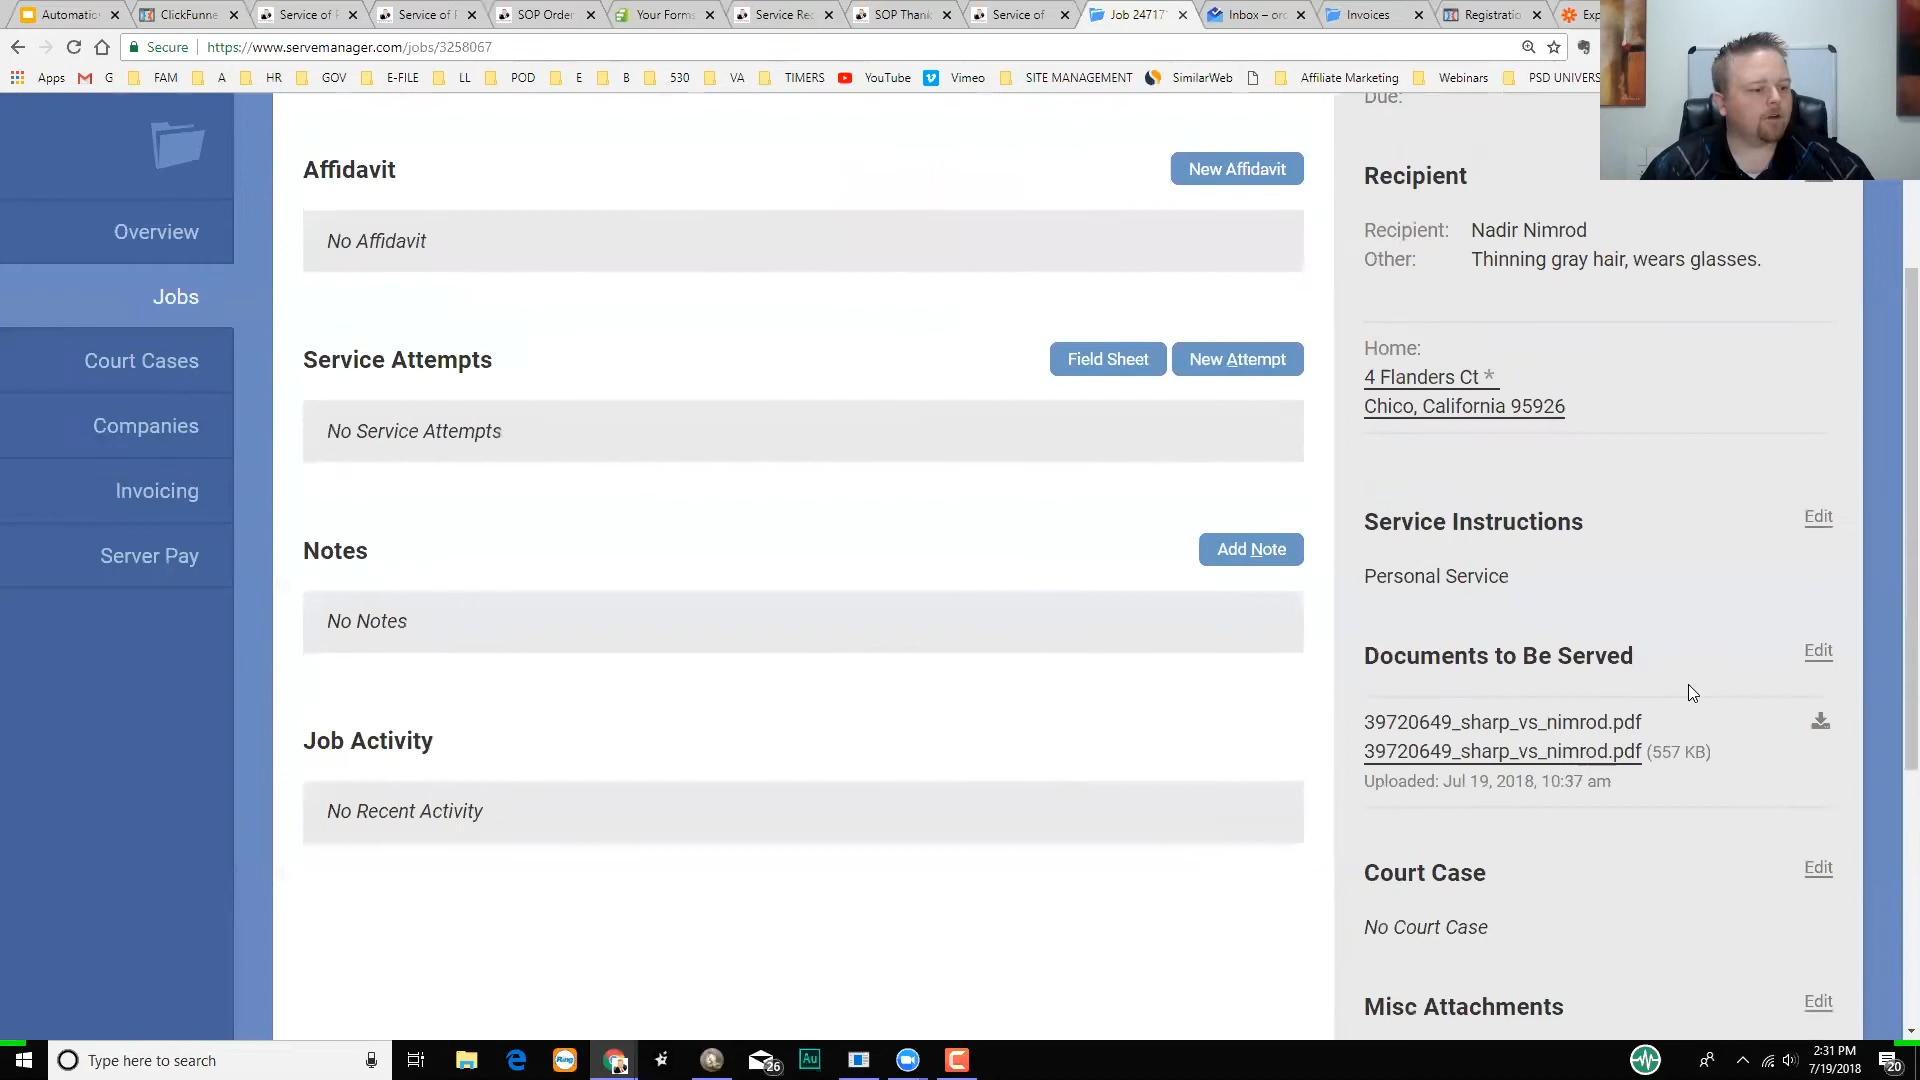 Automatic
ClickFunne
Service of F
Service of F
SOP Order
Your Forms
Service Rec
SOP Thank
Service of
Job 24717
Inbox – orc
Invoices
Registratio
Exp
Secure
https://www.servemanager.com/jobs/3258067
Apps
G
FAM
A
HR
GOV
E-FILE
LL
POD
E
B
530
VA
TIMERS
YouTube
Vimeo
SITE MANAGEMENT
SimilarWeb
Affiliate Marketing
Webinars
PSD UNIVERS
Overview
Jobs
Court Cases
Companies
Invoicing
Server Pay
Affidavit
New Affidavit
No Affidavit
Service Attempts
Field Sheet
New Attempt
No Service Attempts
Notes
Add Note
No Notes
Job Activity
No Recent Activity
Due:
Recipient
Recipient: Nadir Nimrod
Other: Thinning gray hair, wears glasses.
Home:
4 Flanders Ct *
Chico, California 95926
Service Instructions
Edit
Personal Service
Documents to Be Served
Edit
39720649_sharp_vs_nimrod.pdf
39720649_sharp_vs_nimrod.pdf (557 KB)
Uploaded: Jul 19, 2018, 10:37 am
Court Case
Edit
No Court Case
Misc Attachments
Edit
Type here to search
Ring
26
Au
2:31 PM
7/19/2018
20